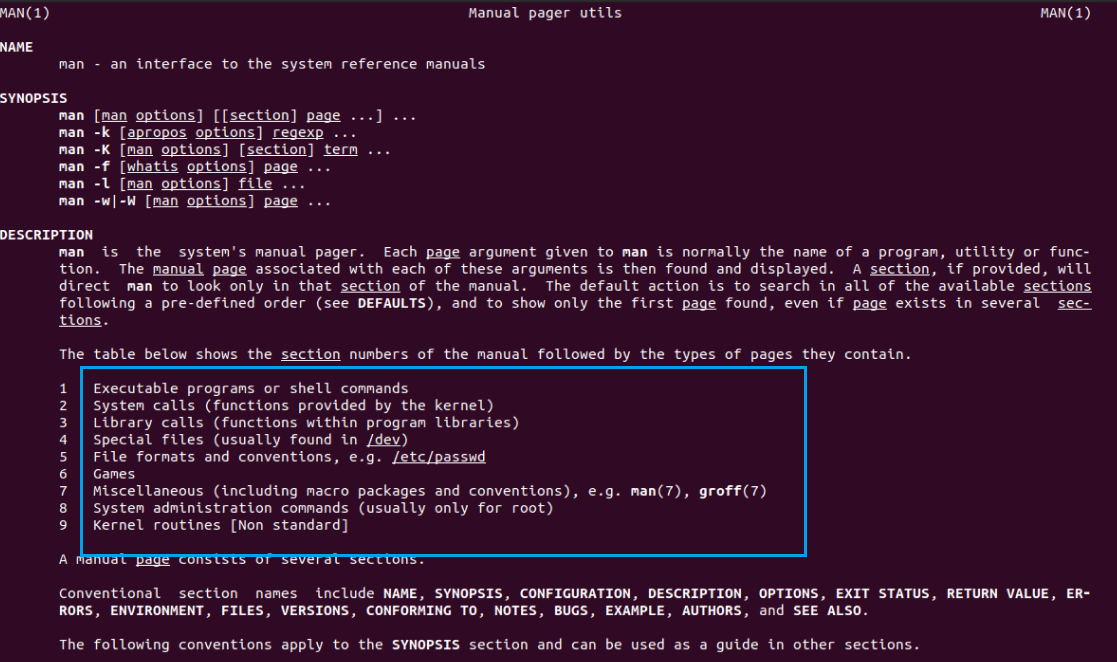 MAN(1) Manual pager utils MAN(1)
NAME
man - an interface to the system reference manuals
SYNOPSIS
man [man options] [[section] page ...] ...
man -k [apropos options] regexp ...
man -K [man options] [section] term ...
man -f [whatis options] page ...
man -l [man options] file ...
man -w|-W [man options] page ...
DESCRIPTION
man is the system's manual pager. Each page argument given to man is normally the name of a program, utility or func-
tion. The manual page associated with each of these arguments is then found and displayed. A section, if provided, will
direct man to look only in that section of the manual. The default action is to search in all of the available sections
following a pre-defined order (see DEFAULTS), and to show only the first page found, even if page exists in several sec-
tions.
The table below shows the section numbers of the manual followed by the types of pages they contain.
1 Executable programs or shell commands
2 System calls (functions provided by the kernel)
3 Library calls (functions within program libraries)
4 Special files (usually found in /dev)
5 File formats and conventions, e.g. /etc/passwd
6 Games
7 Miscellaneous (including macro packages and conventions), e.g. man(7), groff(7)
8 System administration commands (usually only for root)
9 Kernel routines [Non standard]
A manual page consists of several sections.
Conventional section names include NAME, SYNOPSIS, CONFIGURATION, DESCRIPTION, OPTIONS, EXIT STATUS, RETURN VALUE, ER-
RORS, ENVIRONMENT, FILES, VERSIONS, CONFORMING TO, NOTES, BUGS, EXAMPLE, AUTHORS, and SEE ALSO.
The following conventions apply to the SYNOPSIS section and can be used as a guide in other sections.